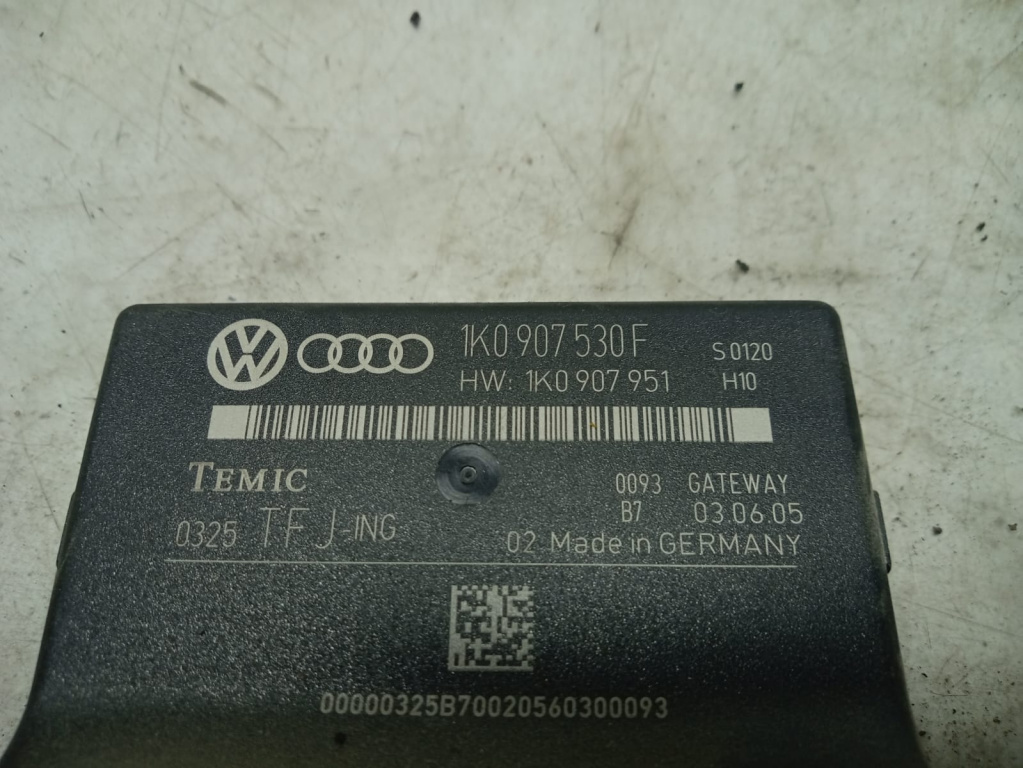 1K0 907 530 F S 0120
HW: 1K0 907 951 H10
TEMIC 0093 GATEWAY
B7 03.06.05
0325 TF J-ING 02 Made in GERMANY
00000325B70020560300093